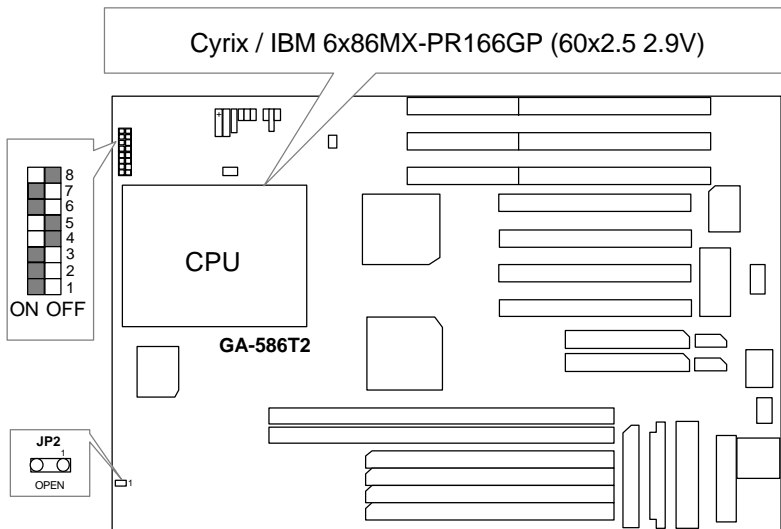 Cyrix / IBM 6x86MX-PR166GP (60x2.5 2.9V)
+
8
7
6
5
4
3
2
1
ON OFF
CPU
GA-586T2
JP2
1
OPEN
1